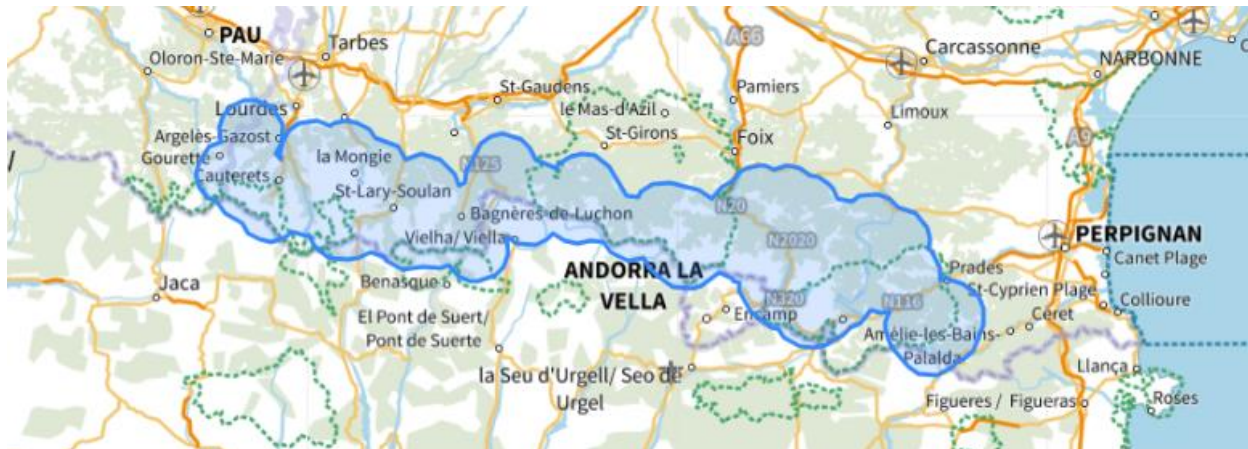 PAU
Tarbes
Oloron-Ste-Marie
A66
Carcassonne
NARBONNE
St-Gaudens
Pamiers
le Mas-d'Azil
Lourdes
Limoux
St-Girons
Foix
Argelès-Gazost
A9
Gourette
la Mongie
N125
Cauterets
St-Lary-Soulan
N20
Bagnères-de-Luchon
Vielha/ Viella
N2020
PERPIGNAN
Canet Plage
ANDORRA LA
VELLA
Prades
Jaca
Benasque
St-Cyprien Plage
N320
N116
Collioure
El Pont de Suert/
Pont de Suerte
Encamp
Céret
Amélie-les-Bains-
Palalda
la Seu d'Urgell/ Seo de
Urgel
Llança
Figueres / Figueras
Roses